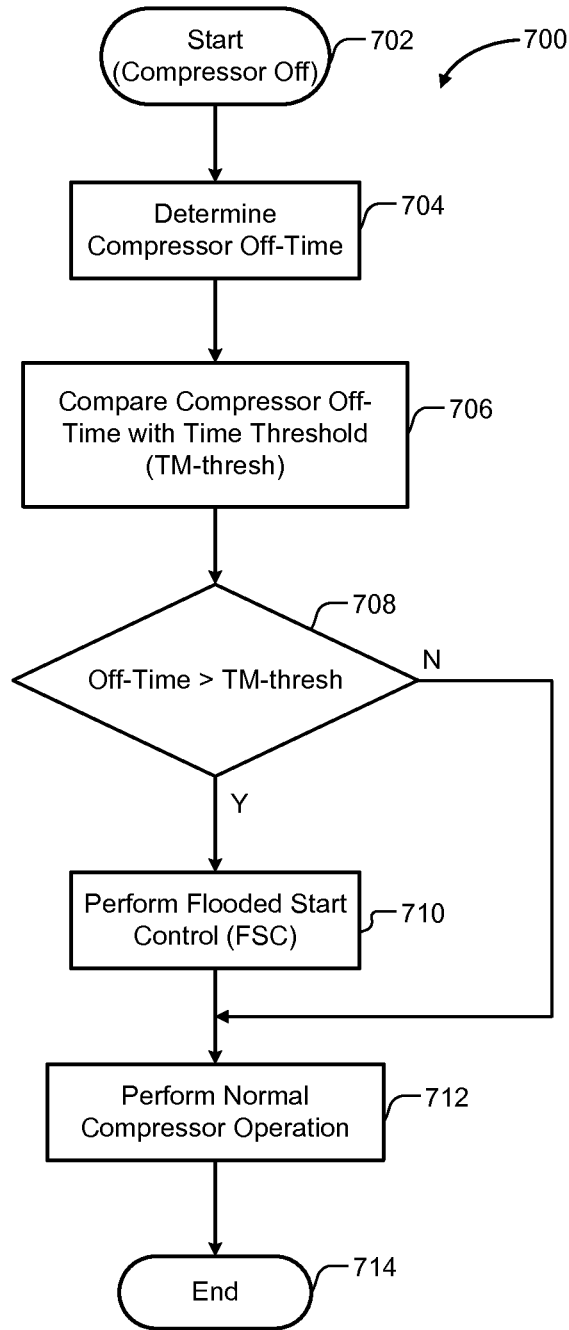 Start
(Compressor Off)
702
700
Determine
Compressor Off-Time
704
Compare Compressor Off-
Time with Time Threshold
(TM-thresh)
706
708
Off-Time > TM-thresh
N
Y
Perform Flooded Start
Control (FSC)
710
Perform Normal
Compressor Operation
712
End
714